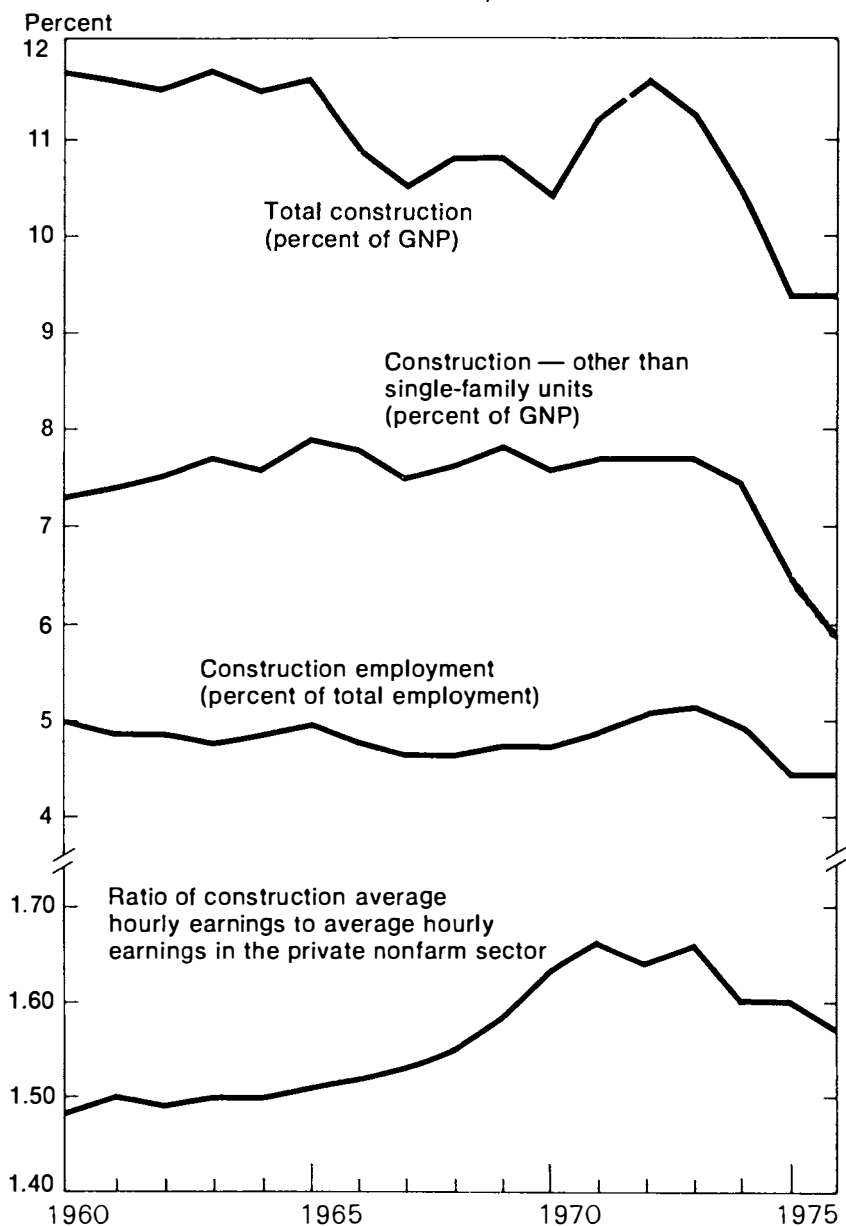 Percent
12
11
Total construction
(percent of GNP)
10
9
Construction — other than
single-family units
(percent of GNP)
8
7
6
Construction employment
(percent of total employment)
5
4
Ratio of construction average
hourly earnings to average hourly
earnings in the private nonfarm sector
1.70
1.60
1.50
1.40
1960 1965 1970 1975